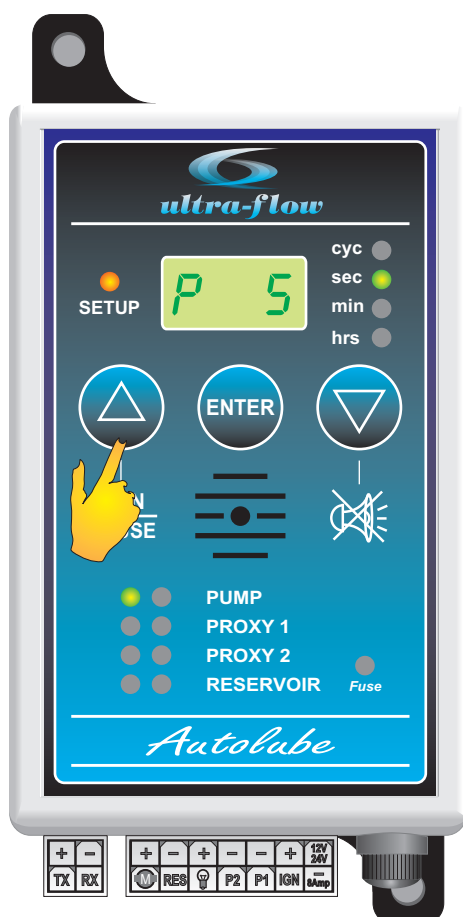 ultra-flow
cyc
sec
min
hrs
SETUP
P 5
ENTER
PUMP
PROXY 1
PROXY 2
RESERVOIR
Fuse
Autolube
+ - + - + - - + 12V 24V
TX RX M RES P2 P1 IGN - 8Amp